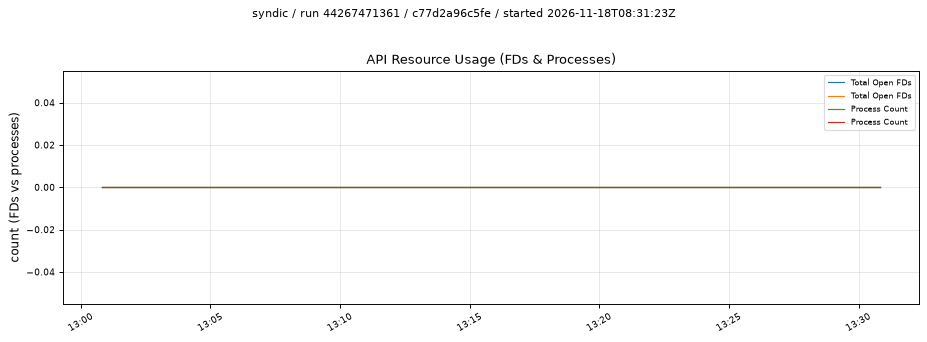 syndic / run 44267471361 / c77d2a96c5fe / started 2026-11-18T08:31:23Z
API Resource Usage (FDs & Processes)
Total Open FDs
Total Open FDs
Process Count
Process Count
count (FDs vs processes)
0.04
0.02
0.00
−0.02
−0.04
13:00
13:05
13:10
13:15
13:20
13:25
13:30